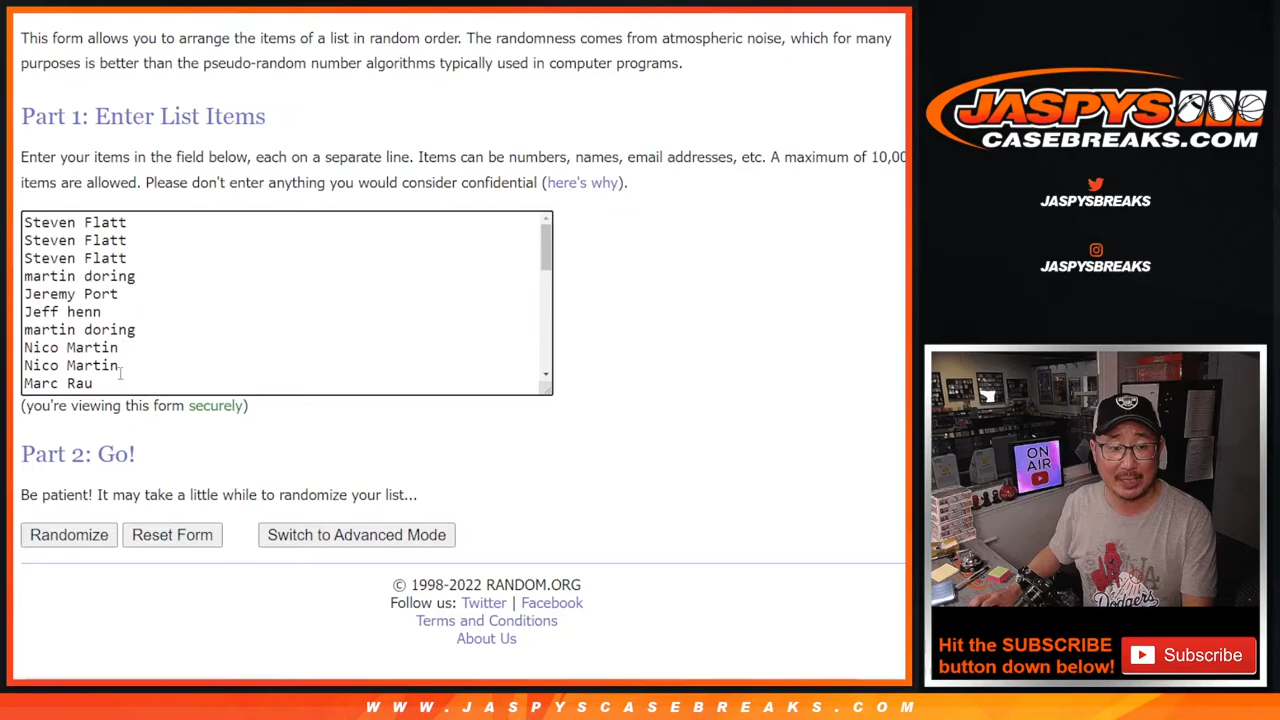 This form allows you to arrange the items of a list in random order. The randomness comes from atmospheric noise, which for many
purposes is better than the pseudo-random number algorithms typically used in computer programs.
Part 1: Enter List Items
Enter your items in the field below, each on a separate line. Items can be numbers, names, email addresses, etc. A maximum of 10,00
items are allowed. Please don't enter anything you would consider confidential (here's why).
Steven Flatt
Steven Flatt
Steven Flatt
martin doring
Jeremy Port
Jeff henn
martin doring
Nico Martin
Nico Martin
Marc Rau
(you're viewing this form securely)
Part 2: Go!
Be patient! It may take a little while to randomize your list...
Randomize
Reset Form
Switch to Advanced Mode
© 1998-2022 RANDOM.ORG
Follow us: Twitter | Facebook
Terms and Conditions
About Us
JASPYS
CASEBREAKS.COM
JASPYSBREAKS
JASPYSBREAKS
ON
AIR
Dodgers
Hit the SUBSCRIBE
button down below!
Subscribe
WWW.JASPYSCASEBREAKS.COM